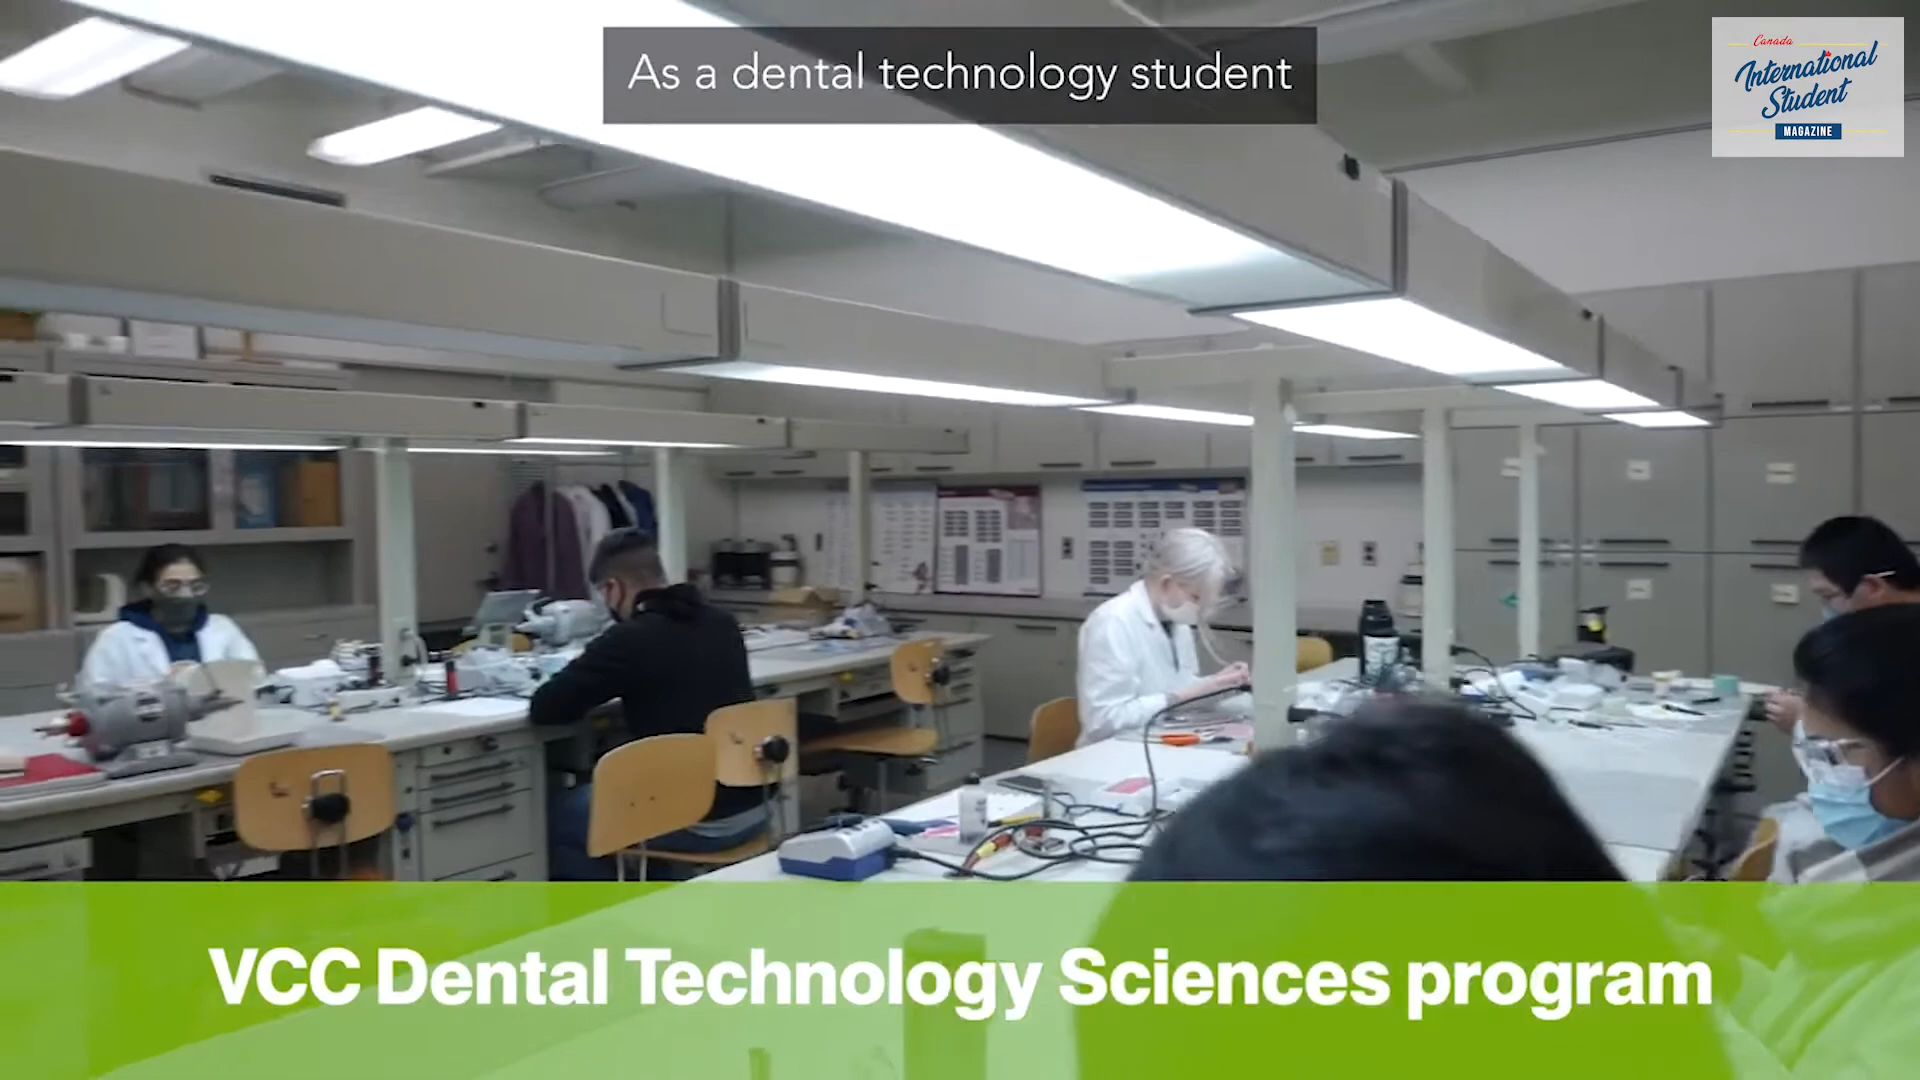 As a dental technology student
Canada
International
Student
MAGAZINE
VCC Dental Technology Sciences program